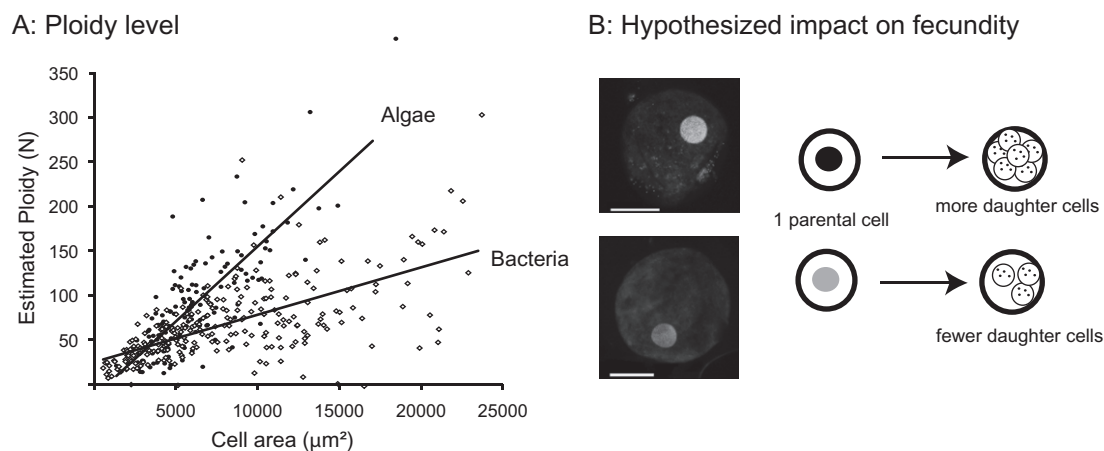 A: Ploidy level
B: Hypothesized impact on fecundity
350
300
250
200
150
100
50
Estimated Ploidy (N)
Algae
Bacteria
5000
10000
15000
20000
25000
Cell area (µm²)
1 parental cell
more daughter cells
fewer daughter cells